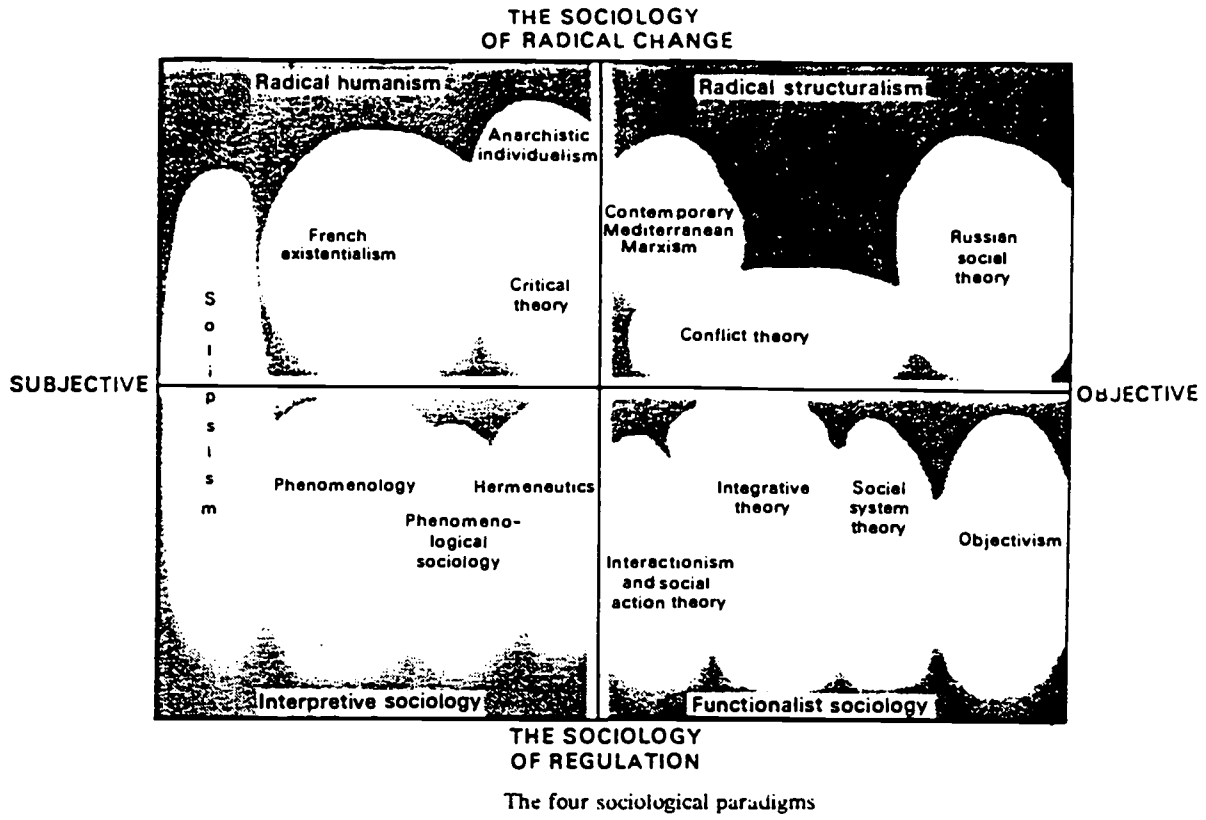 THE SOCIOLOGY
OF RADICAL CHANGE
Radical humanism
Radical structuralism
Anarchistic
individualism
French
existentialism
Critical
theory
Contemporary
Mediterranean
Marxism
Russian
social
theory
Conflict theory
Solipsism
SUBJECTIVE
OBJECTIVE
Phenomenology
Hermeneutics
Phenomeno-
logical
sociology
Integrative
theory
Social
system
theory
Objectivism
Interactionism
and social
action theory
Interpretive sociology
Functionalist sociology
THE SOCIOLOGY
OF REGULATION
The four sociological paradigms